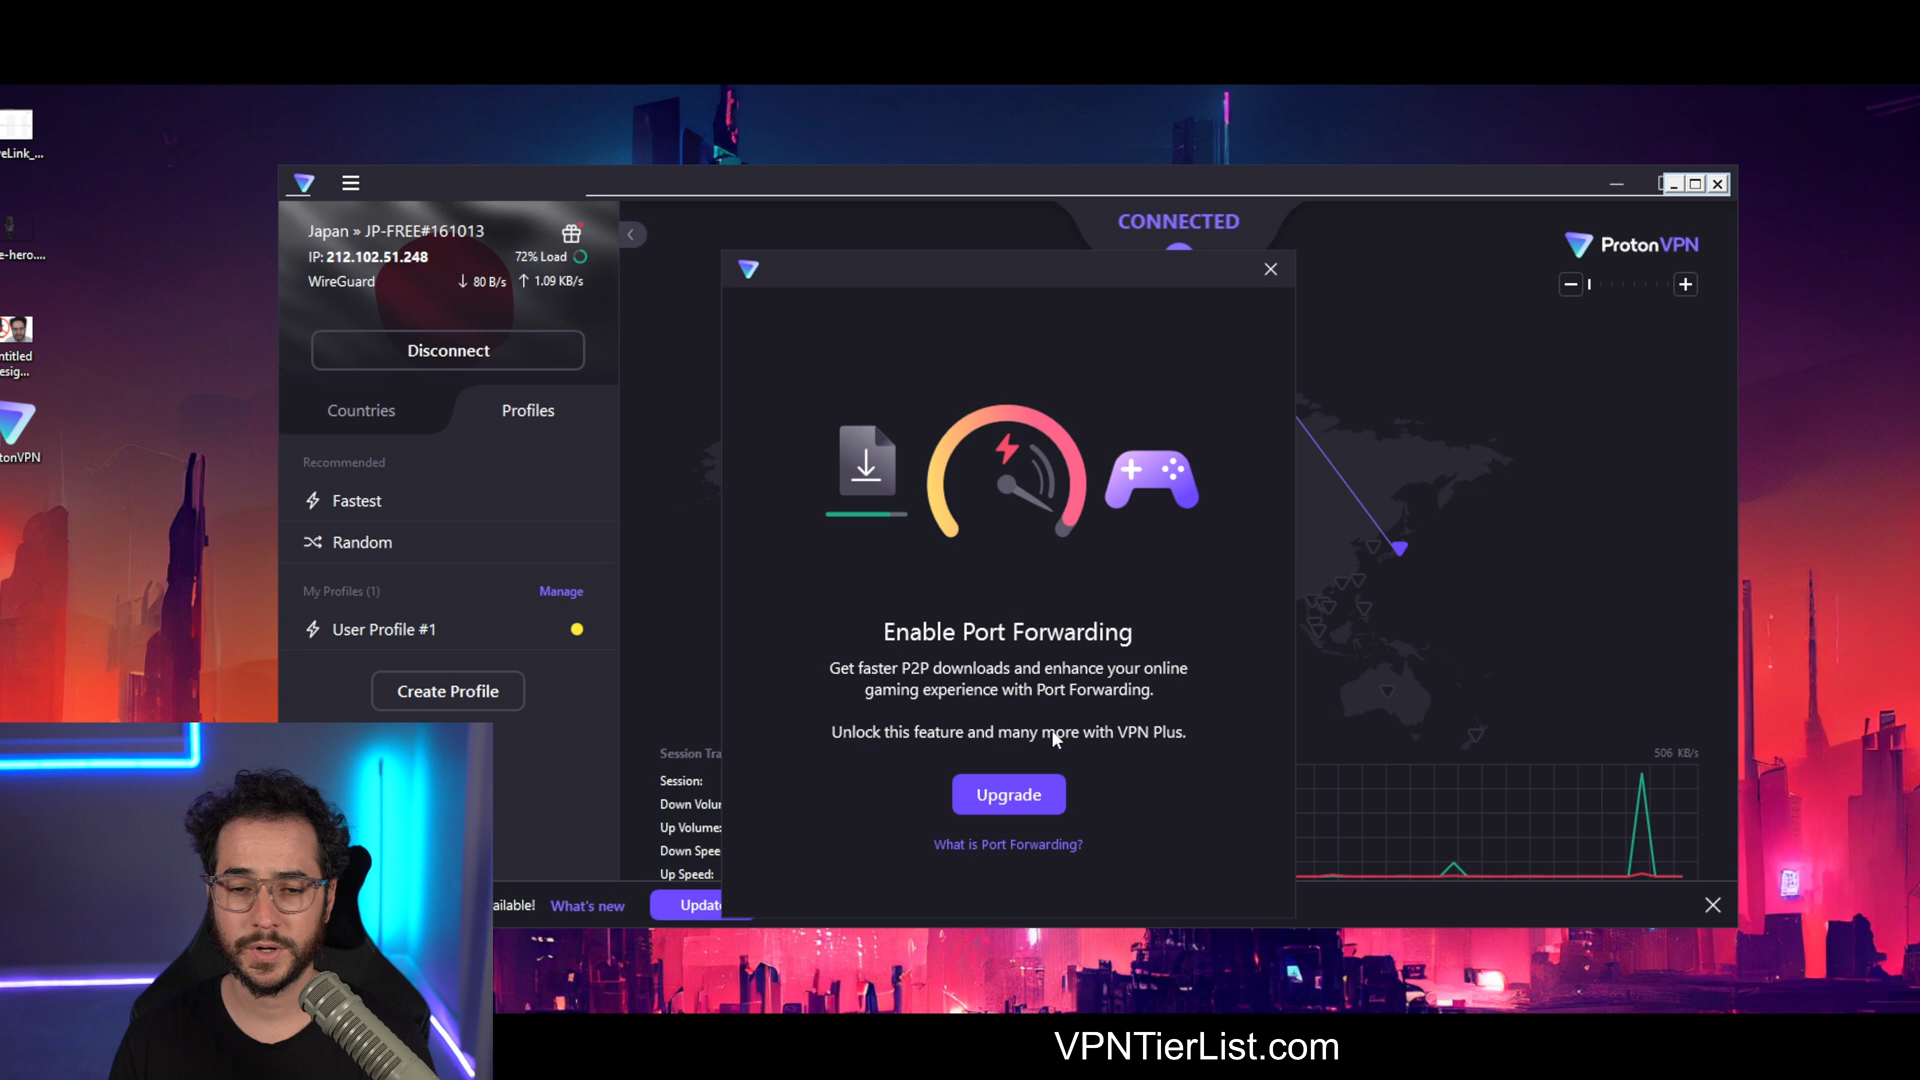 eLink_...
e-hero....
ntitled
esig...
tonVPN
Japan » JP-FREE#161013
IP: 212.102.51.248
72% Load
WireGuard
80 B/s
1.09 KB/s
Disconnect
Countries
Profiles
Recommended
Fastest
Random
My Profiles (1)
Manage
User Profile #1
Create Profile
CONNECTED
ProtonVPN
Enable Port Forwarding
Get faster P2P downloads and enhance your online
gaming experience with Port Forwarding.
Unlock this feature and many more with VPN Plus.
Upgrade
What is Port Forwarding?
Session Tra
Session:
Down Volu
Up Volume:
Down Spee
Up Speed:
506 KB/s
ailable!
What's new
Updat
VPNTierList.com